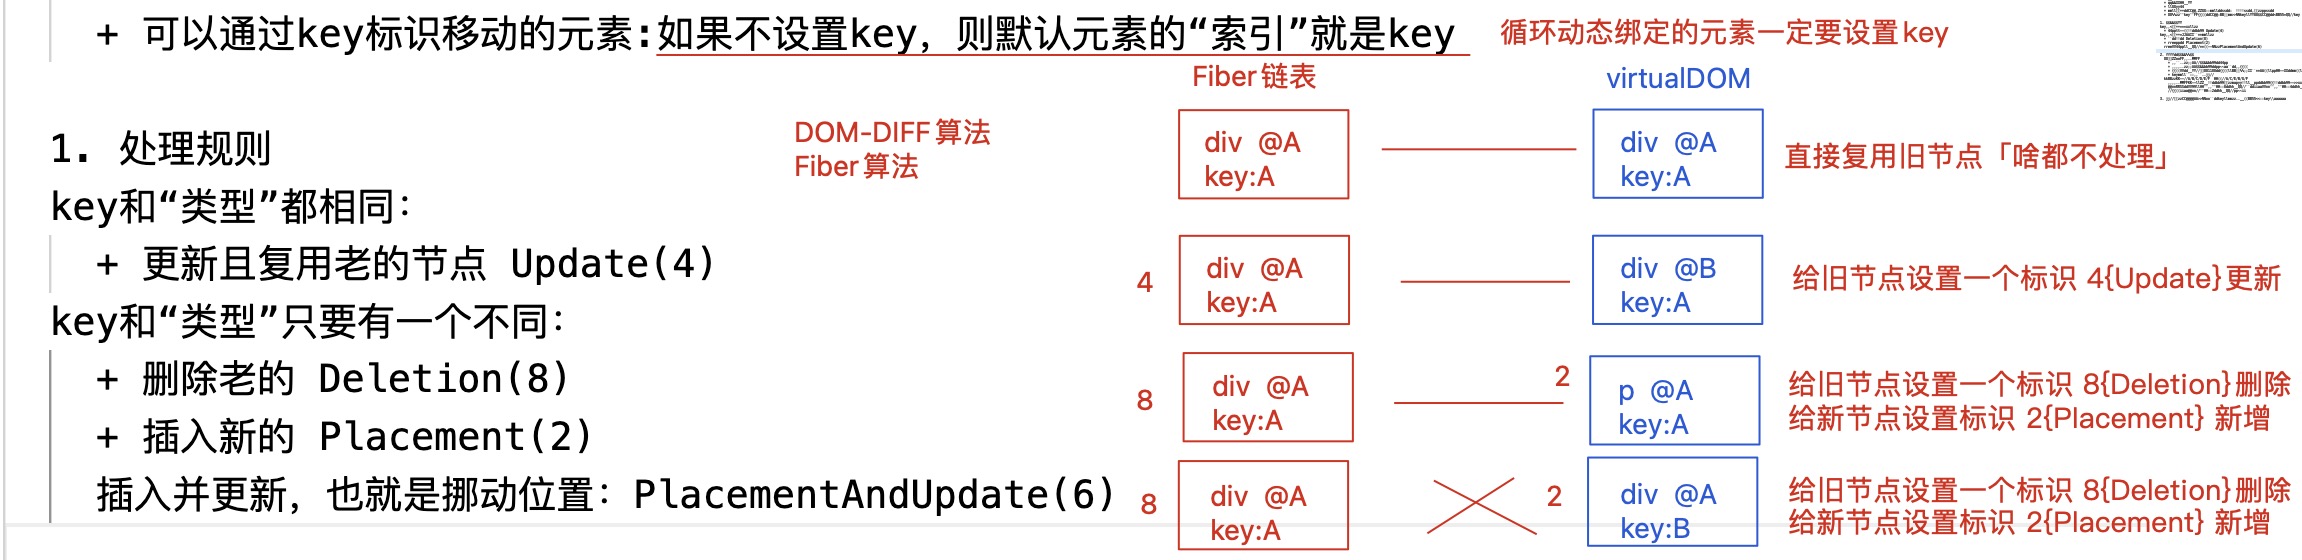 + 可以通过key标识移动的元素:如果不设置key，则默认元素的“索引”就是key
循环动态绑定的元素一定要设置key
Fiber链表
virtualDOM
DOM-DIFF算法
Fiber算法
1. 处理规则
key和“类型”都相同:
+ 更新且复用老的节点 Update(4)
key和“类型”只要有一个不同:
+ 删除老的 Deletion(8)
+ 插入新的 Placement(2)
插入并更新，也就是挪动位置: PlacementAndUpdate(6)
div @A
key:A
div @A
key:A
直接复用旧节点「啥都不处理」
4
div @A
key:A
div @B
key:A
给旧节点设置一个标识 4{Update}更新
8
div @A
key:A
2
p @A
key:A
给旧节点设置一个标识 8{Deletion}删除
给新节点设置标识 2{Placement} 新增
8
div @A
key:A
2
div @A
key:B
给旧节点设置一个标识 8{Deletion}删除
给新节点设置标识 2{Placement} 新增